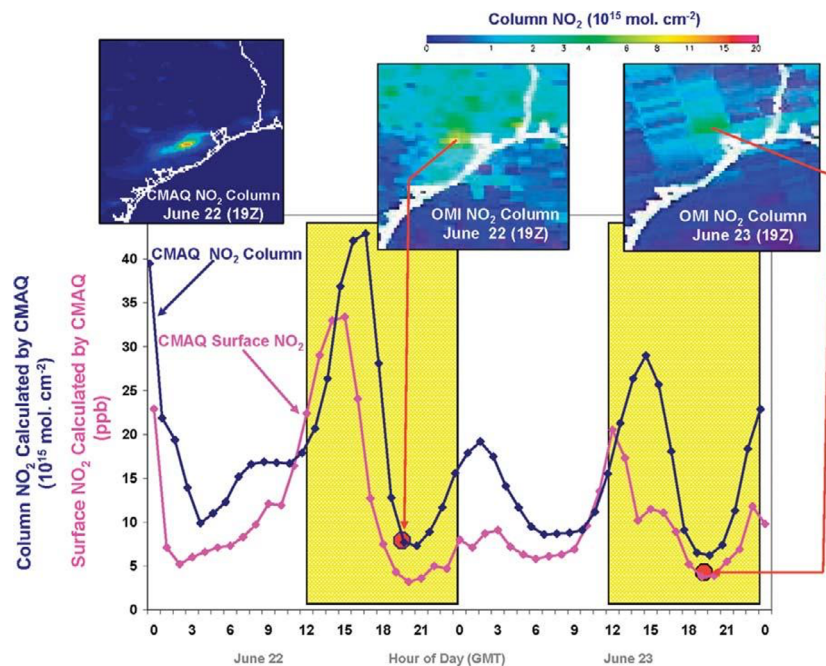 Column NO₂ (10¹⁵ mol. cm⁻²)
0 1 2 3 4 6 8 11 15 20
CMAQ NO₂ Column
June 22 (19Z)
OMI NO₂ Column
June 22 (19Z)
OMI NO₂ Column
June 23 (19Z)
Column NO₂ Calculated by CMAQ
(10¹⁵ mol. cm⁻²)
Surface NO₂ Calculated by CMAQ
(ppb)
40
35
30
25
20
15
10
5
0
CMAQ NO₂ Column
CMAQ Surface NO₂
0 3 6 9 12 15 18 21 0 3 6 9 12 15 18 21 0
June 22 Hour of Day (GMT) June 23